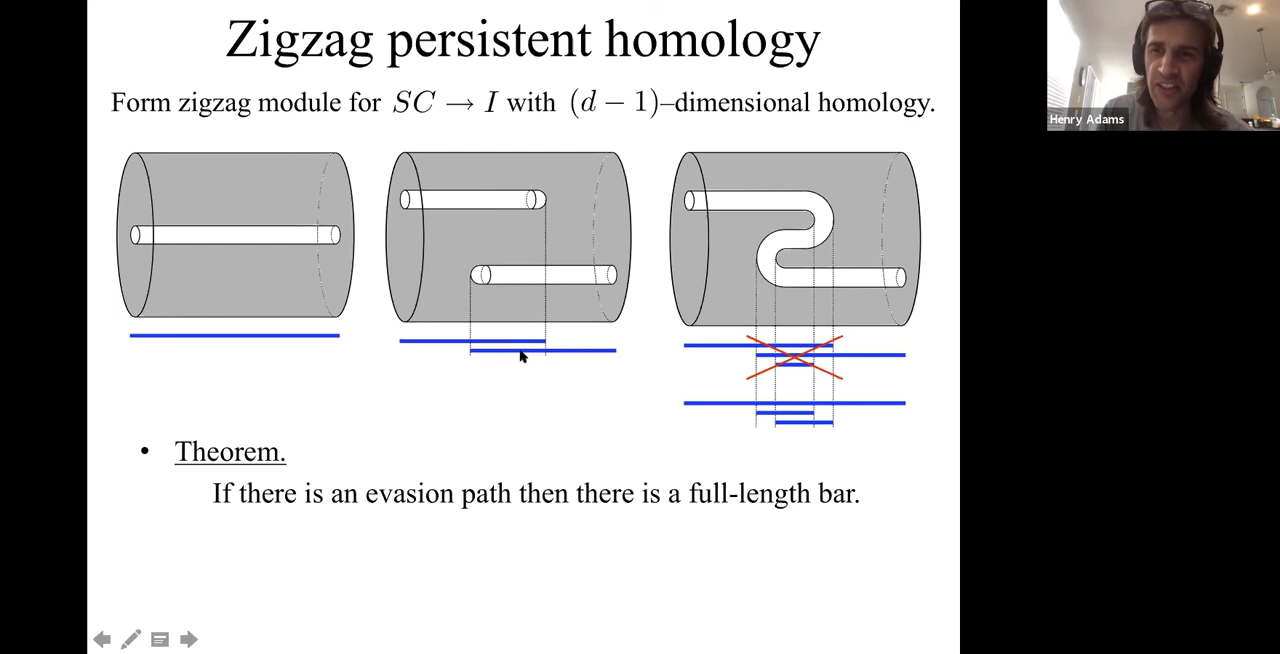 Zigzag persistent homology
Form zigzag module for SC → I with (d − 1)–dimensional homology.
Henry Adams
• Theorem.
If there is an evasion path then there is a full-length bar.